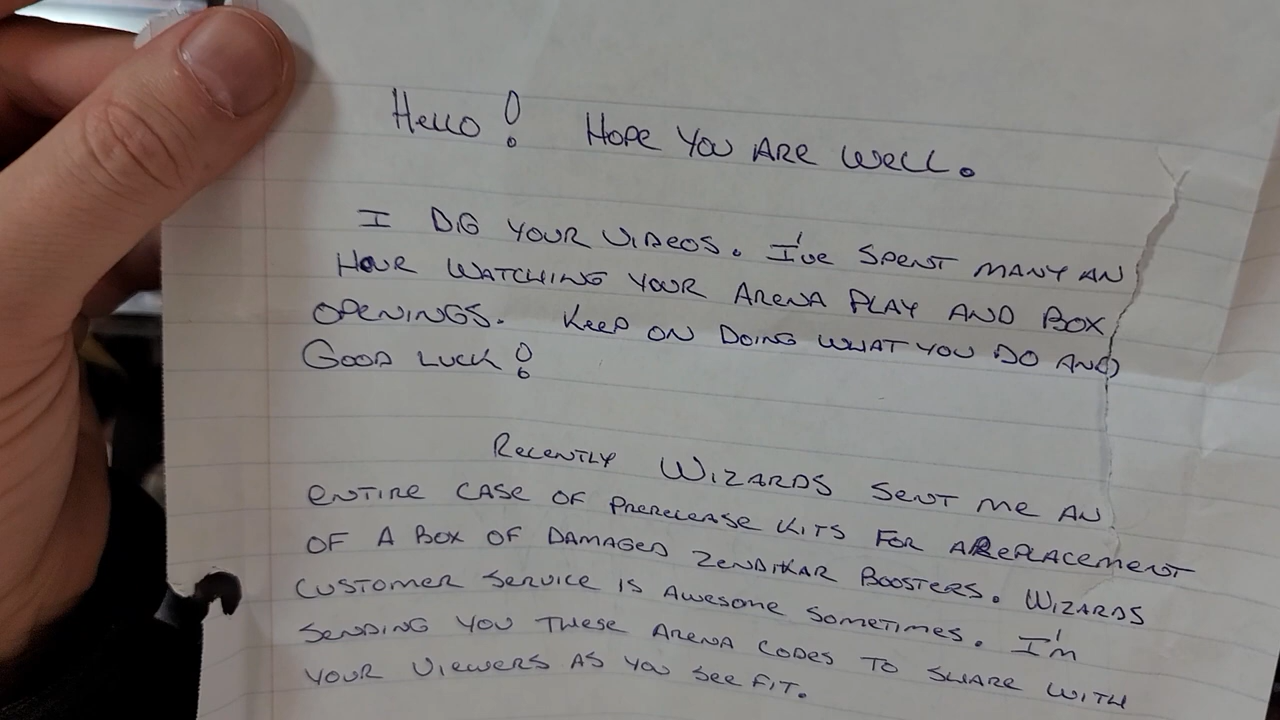 Hello! Hope you are well.
I dig your videos. I've spent many an
hour watching your Arena play and box
openings. Keep on doing what you do and
Good luck!
Recently Wizards sent me an
entire case of prerelease kits for a replacement
of a box of damaged Zendikar boosters. Wizards
customer service is awesome sometimes. I'm
sending you these Arena codes to share with
your viewers as you see fit.